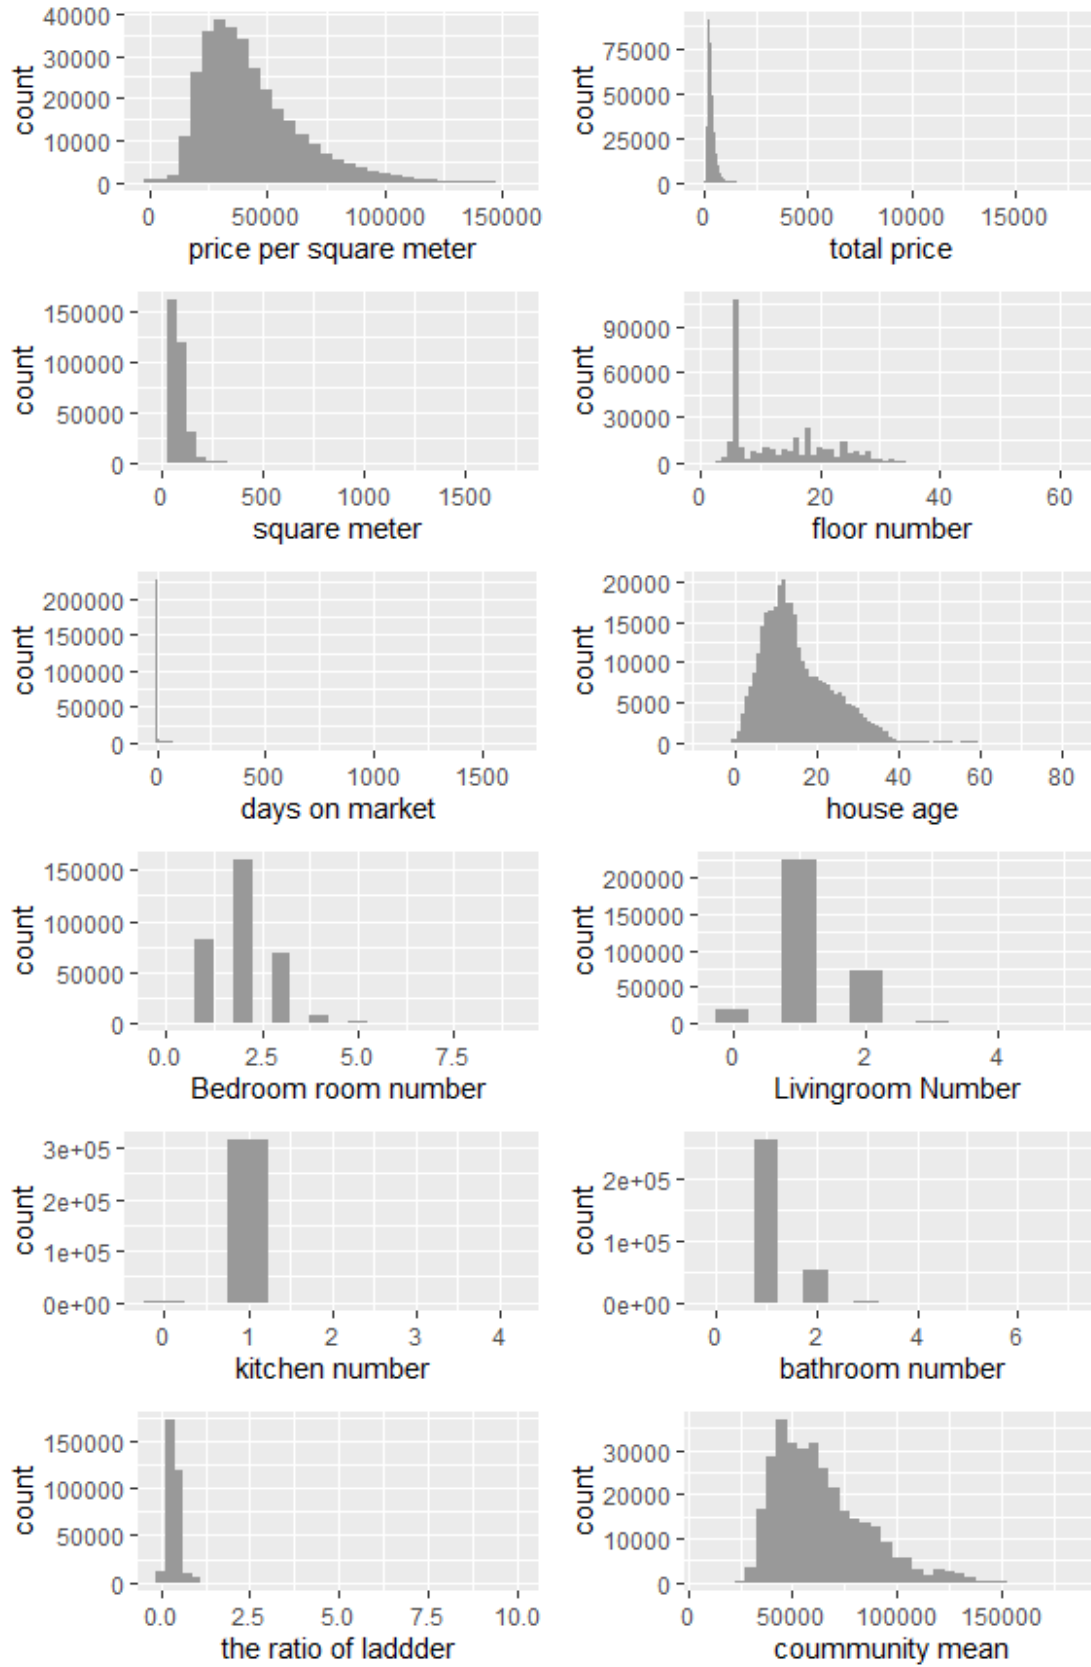 40000
30000
20000
10000
0
count
0 50000 100000 150000
price per square meter
75000
50000
25000
0
count
0 5000 10000 15000
total price
150000
100000
50000
0
count
0 500 1000 1500
square meter
90000
60000
30000
0
count
0 20 40 60
floor number
200000
150000
100000
50000
0
count
0 500 1000 1500
days on market
20000
15000
10000
5000
0
count
0 20 40 60 80
house age
150000
100000
50000
0
count
0.0 2.5 5.0 7.5
Bedroom room number
200000
150000
100000
50000
0
count
0 2 4
Livingroom Number
3e+05
2e+05
1e+05
0e+00
count
0 1 2 3 4
kitchen number
2e+05
1e+05
0e+00
count
0 2 4 6
bathroom number
150000
100000
50000
0
count
0.0 2.5 5.0 7.5 10.0
the ratio of laddder
30000
20000
10000
0
count
0 50000 100000 150000
coummunity mean